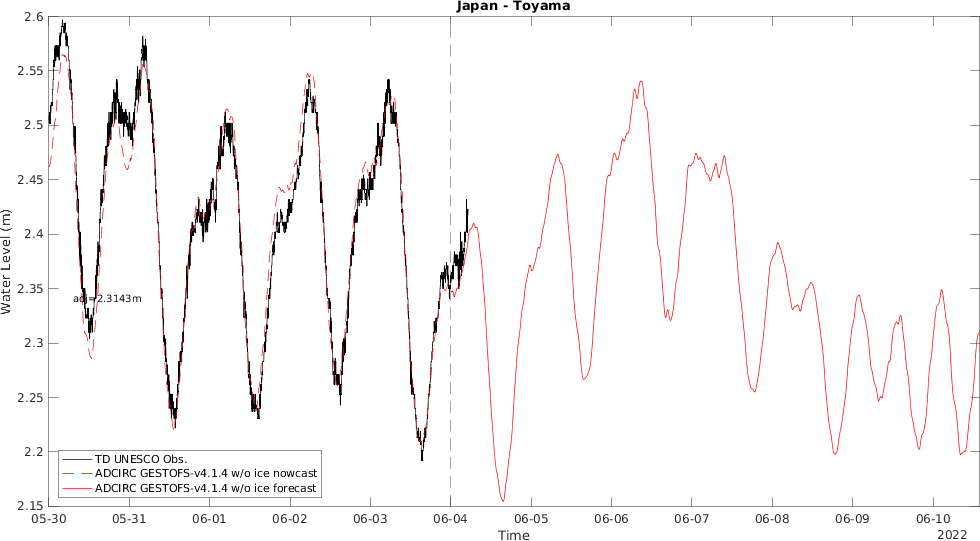 Japan - Toyama
2.6
2.55
2.5
2.45
2.4
2.35
2.3
2.25
2.2
2.15
Water Level (m)
adj=2.3143m
TD UNESCO Obs.
ADCIRC GESTOFS-v4.1.4 w/o ice nowcast
ADCIRC GESTOFS-v4.1.4 w/o ice forecast
05-30 05-31 06-01 06-02 06-03 06-04 06-05 06-06 06-07 06-08 06-09 06-10
Time
2022